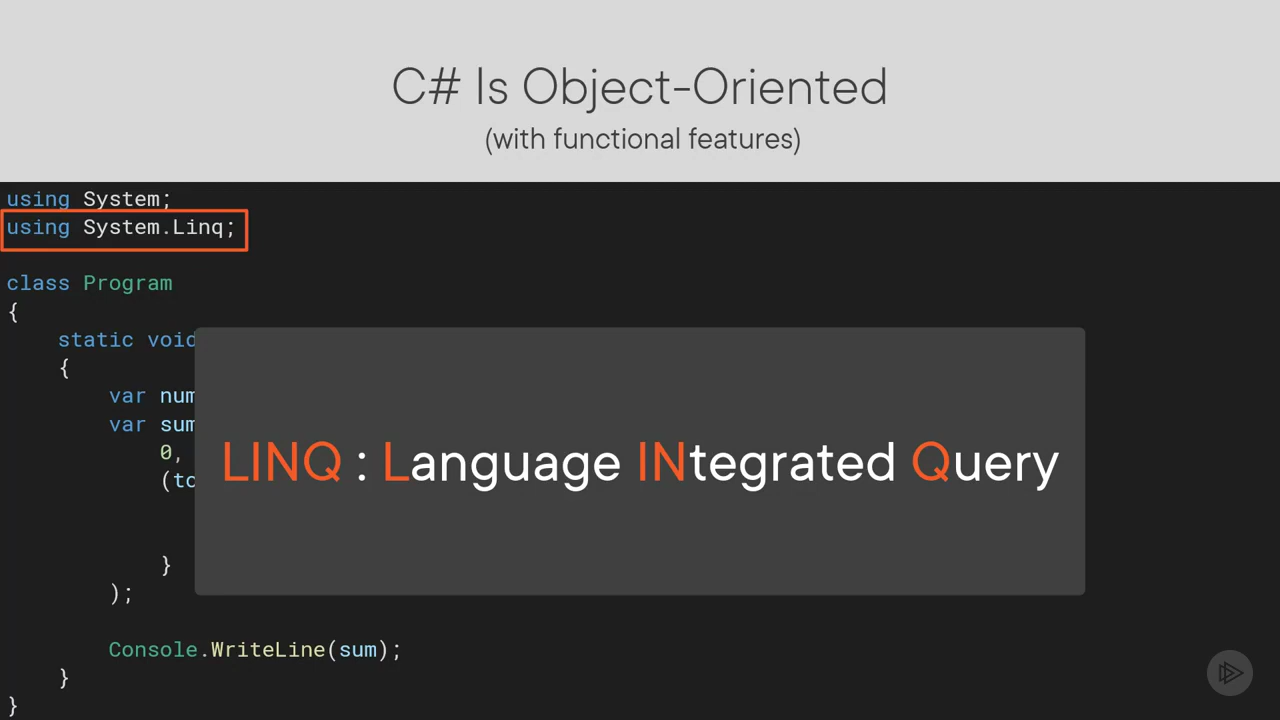 C# Is Object-Oriented
(with functional features)
using System;
using System.Linq;
class Program
{
static void
{
var num
var sum
0,
(to
LINQ : Language INtegrated Query
}
);
Console.WriteLine(sum);
}
}